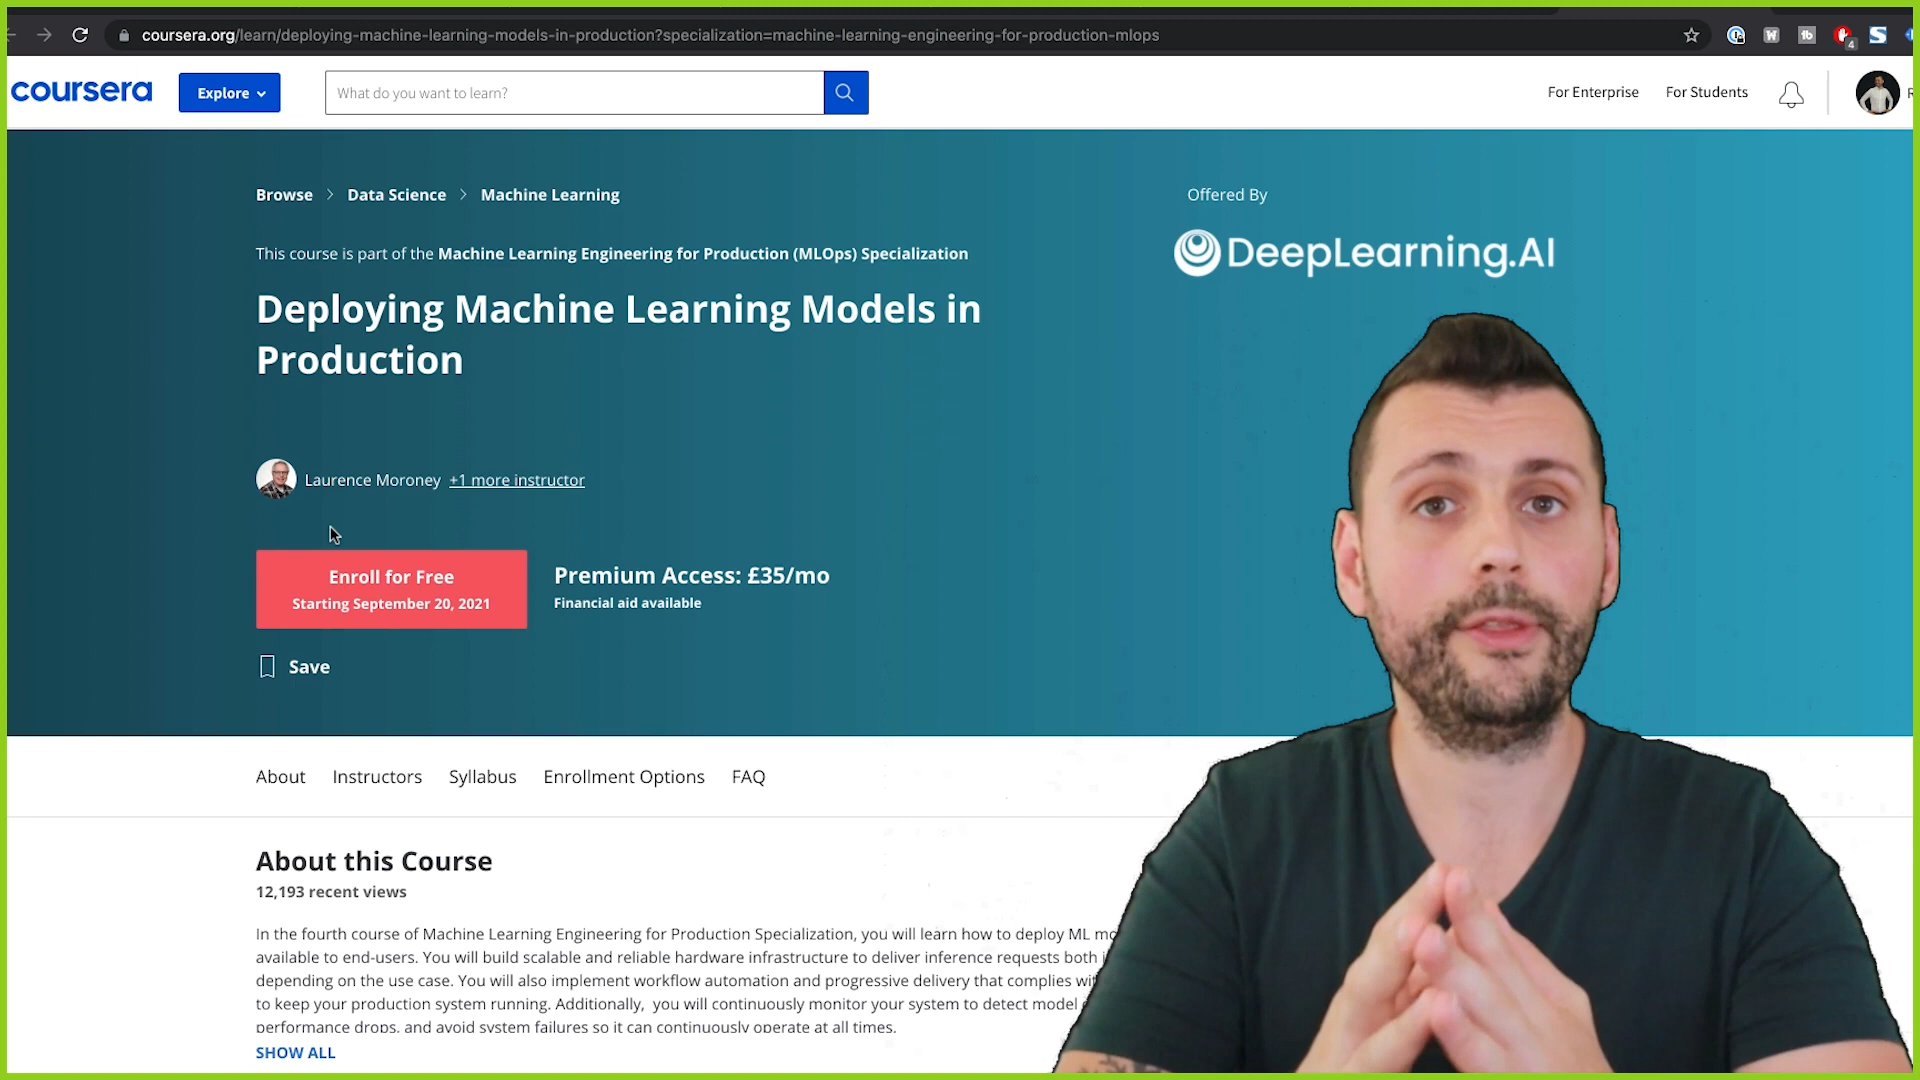 coursera.org/learn/deploying-machine-learning-models-in-production?specialization=machine-learning-engineering-for-production-mlops
W
tb
4
S
coursera
Explore
What do you want to learn?
For Enterprise
For Students
Browse > Data Science > Machine Learning
Offered By
This course is part of the Machine Learning Engineering for Production (MLOps) Specialization
DeepLearning.AI
Deploying Machine Learning Models in
Production
Laurence Moroney +1 more instructor
Enroll for Free
Starting September 20, 2021
Premium Access: £35/mo
Financial aid available
Save
About
Instructors
Syllabus
Enrollment Options
FAQ
About this Course
12,193 recent views
In the fourth course of Machine Learning Engineering for Production Specialization, you will learn how to deploy ML
available to end-users. You will build scalable and reliable hardware infrastructure to deliver inference requests both
depending on the use case. You will also implement workflow automation and progressive delivery that complies
to keep your production system running. Additionally, you will continuously monitor your system to detect model
performance drops, and avoid system failures so it can continuously operate at all times.
SHOW ALL